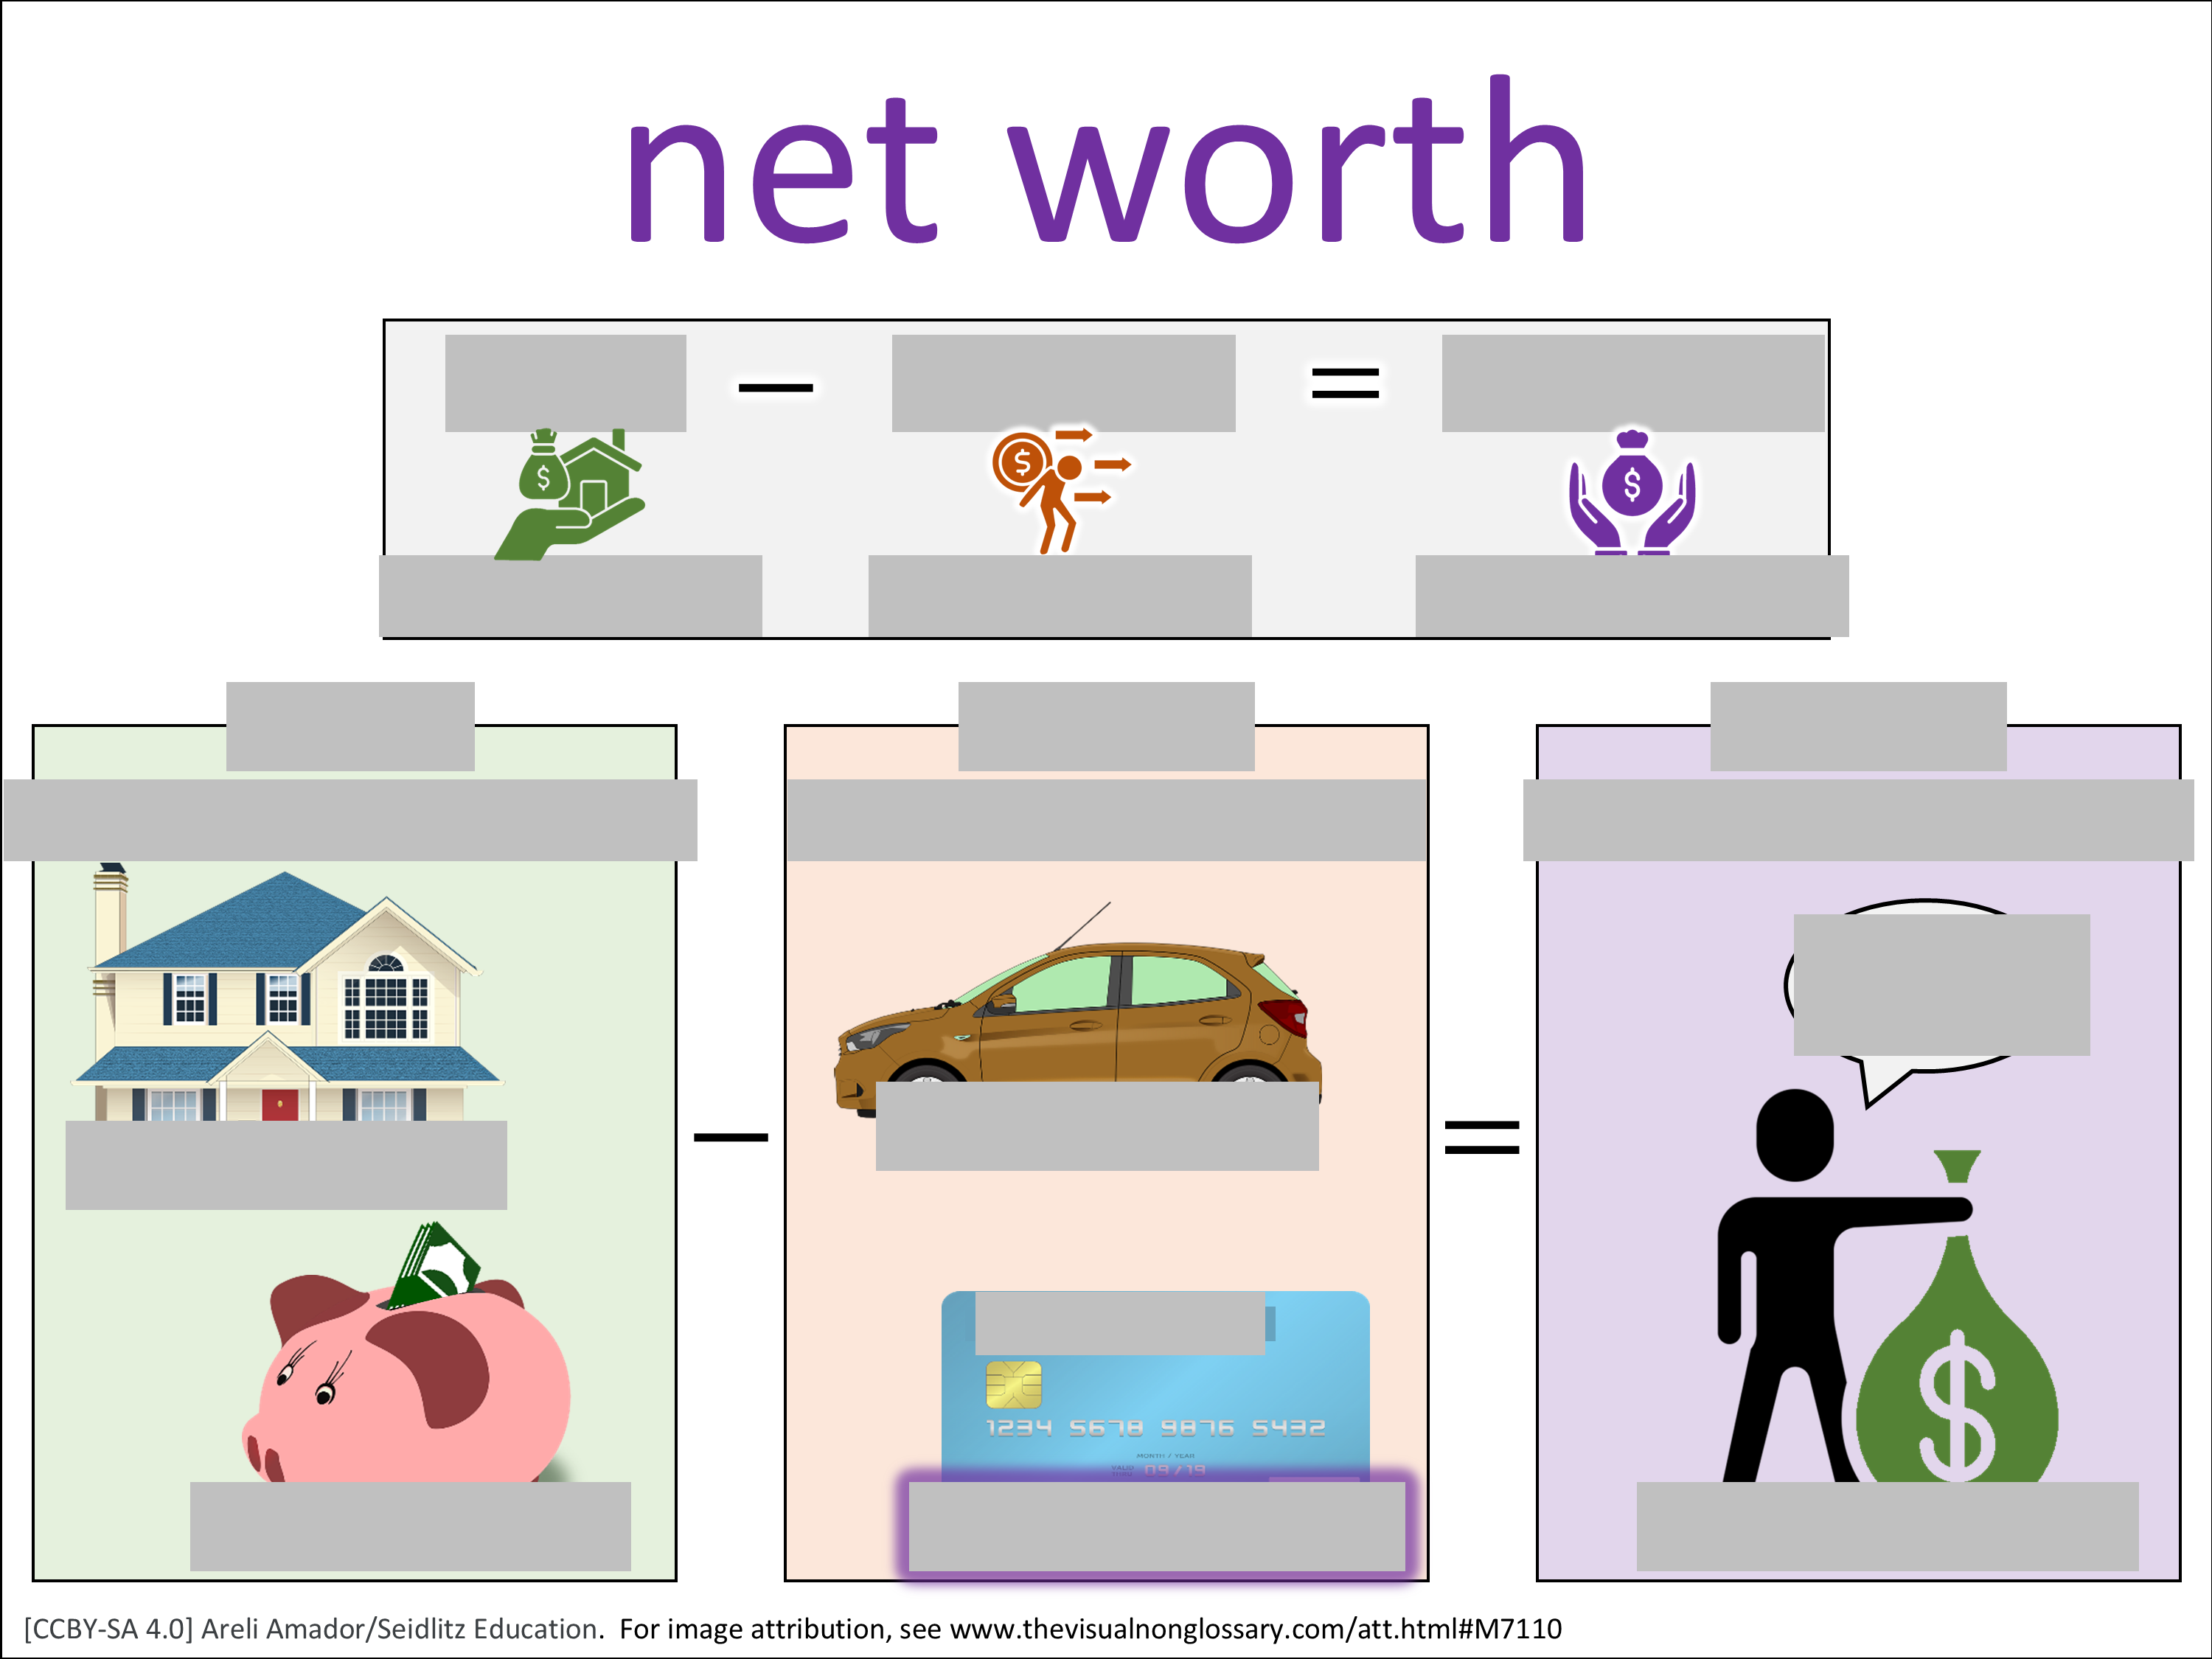 net worth
− =
$ $ $
− =
1234 5678 9876 5432
MONTH / YEAR
VALID
THRU 09/19
$
[CCBY-SA 4.0] Areli Amador/Seidlitz Education. For image attribution, see www.thevisualnonglossary.com/att.html#M7110